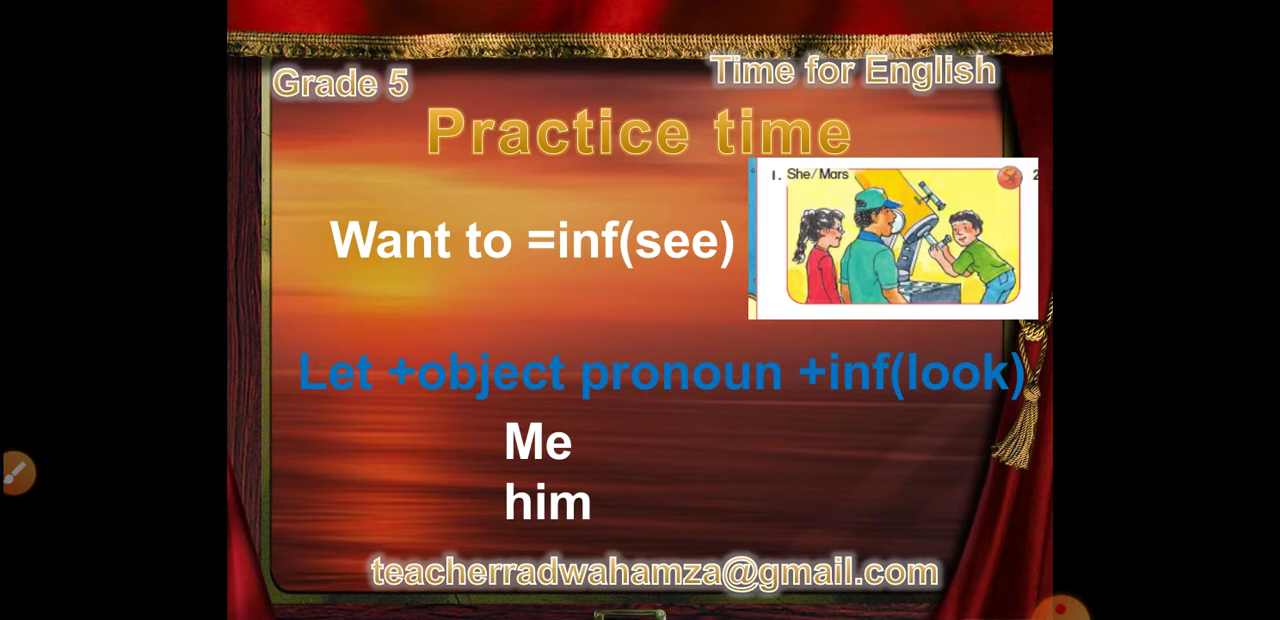 Grade 5
Time for English
Practice time
1. She/Mars
2
Want to =inf(see)
Let +object pronoun +inf(look)
Me
him
teacherradwahamza@gmail.com